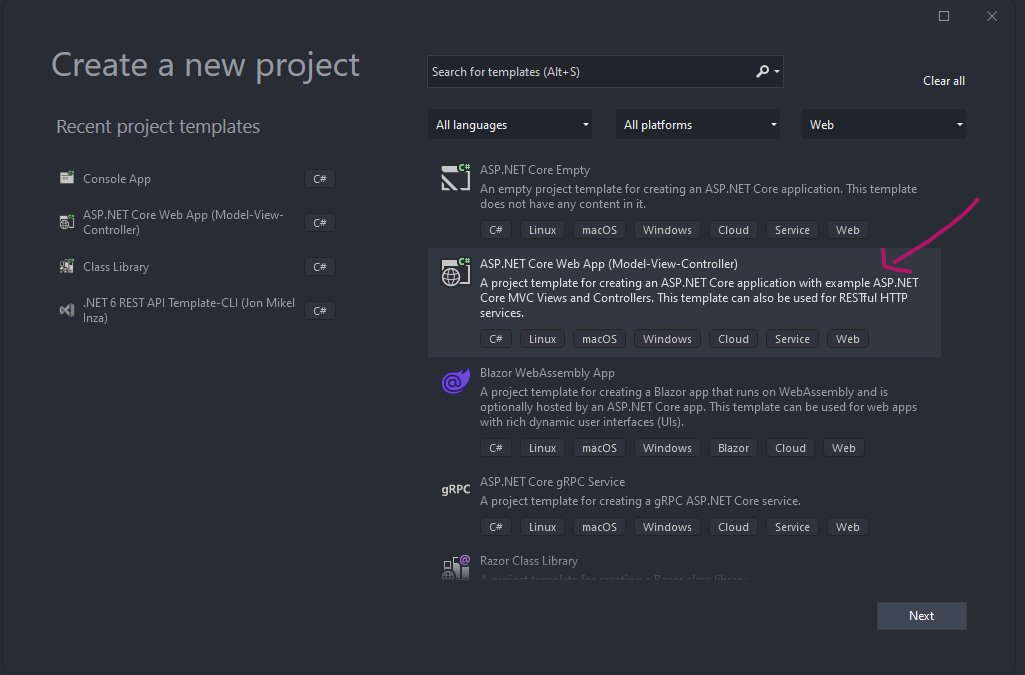 Create a new project
Recent project templates
Console App
C#
ASP.NET Core Web App (Model-View-
Controller)
C#
Class Library
C#
.NET 6 REST API Template-CLI (Jon Mikel
Inza)
C#
Search for templates (Alt+S)
Clear all
All languages
All platforms
Web
ASP.NET Core Empty
An empty project template for creating an ASP.NET Core application. This template
does not have any content in it.
C# Linux macOS Windows Cloud Service Web
ASP.NET Core Web App (Model-View-Controller)
A project template for creating an ASP.NET Core application with example ASP.NET
Core MVC Views and Controllers. This template can also be used for RESTful HTTP
services.
C# Linux macOS Windows Cloud Service Web
Blazor WebAssembly App
A project template for creating a Blazor app that runs on WebAssembly and is
optionally hosted by an ASP.NET Core app. This template can be used for web apps
with rich dynamic user interfaces (UIs).
C# Linux macOS Windows Blazor Cloud Web
gRPC
ASP.NET Core gRPC Service
A project template for creating a gRPC ASP.NET Core service.
C# Linux macOS Windows Cloud Service Web
Razor Class Library
A project template for creating a Razor class library
Next